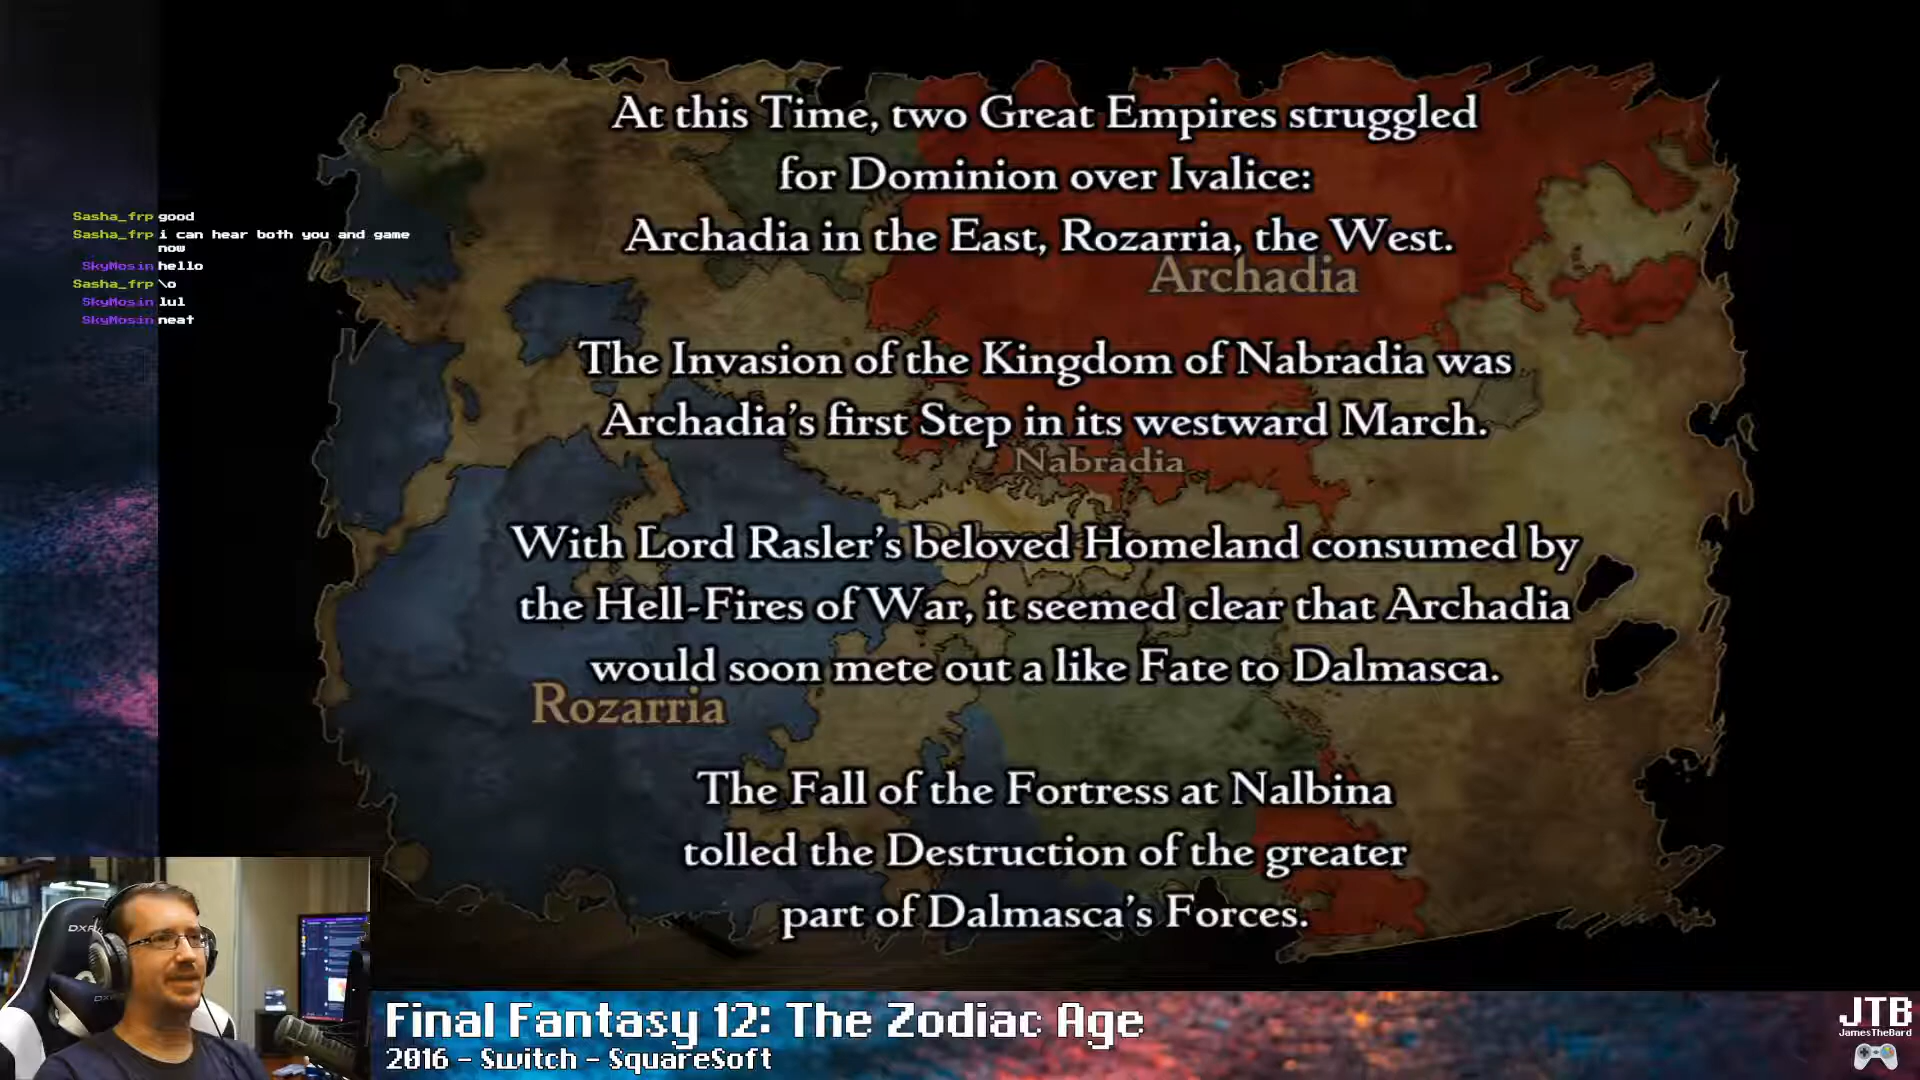 At this Time, two Great Empires struggled
for Dominion over Ivalice:
Archadia in the East, Rozarria, the West.
Archadia
The Invasion of the Kingdom of Nabradia was
Archadia's first Step in its westward March.
Nabradia
With Lord Rasler's beloved Homeland consumed by
the Hell-Fires of War, it seemed clear that Archadia
would soon mete out a like Fate to Dalmasca.
Rozarria
The Fall of the Fortress at Nalbina
tolled the Destruction of the greater
part of Dalmasca's Forces.
Sasha_frp good
Sasha_frp i can hear both you and game
now
SkyMosin hello
Sasha_frp \o
SkyMosin lul
SkyMosin neat
Final Fantasy 12: The Zodiac Age
2016 - Switch - SquareSoft
JTB
JamesTheBard